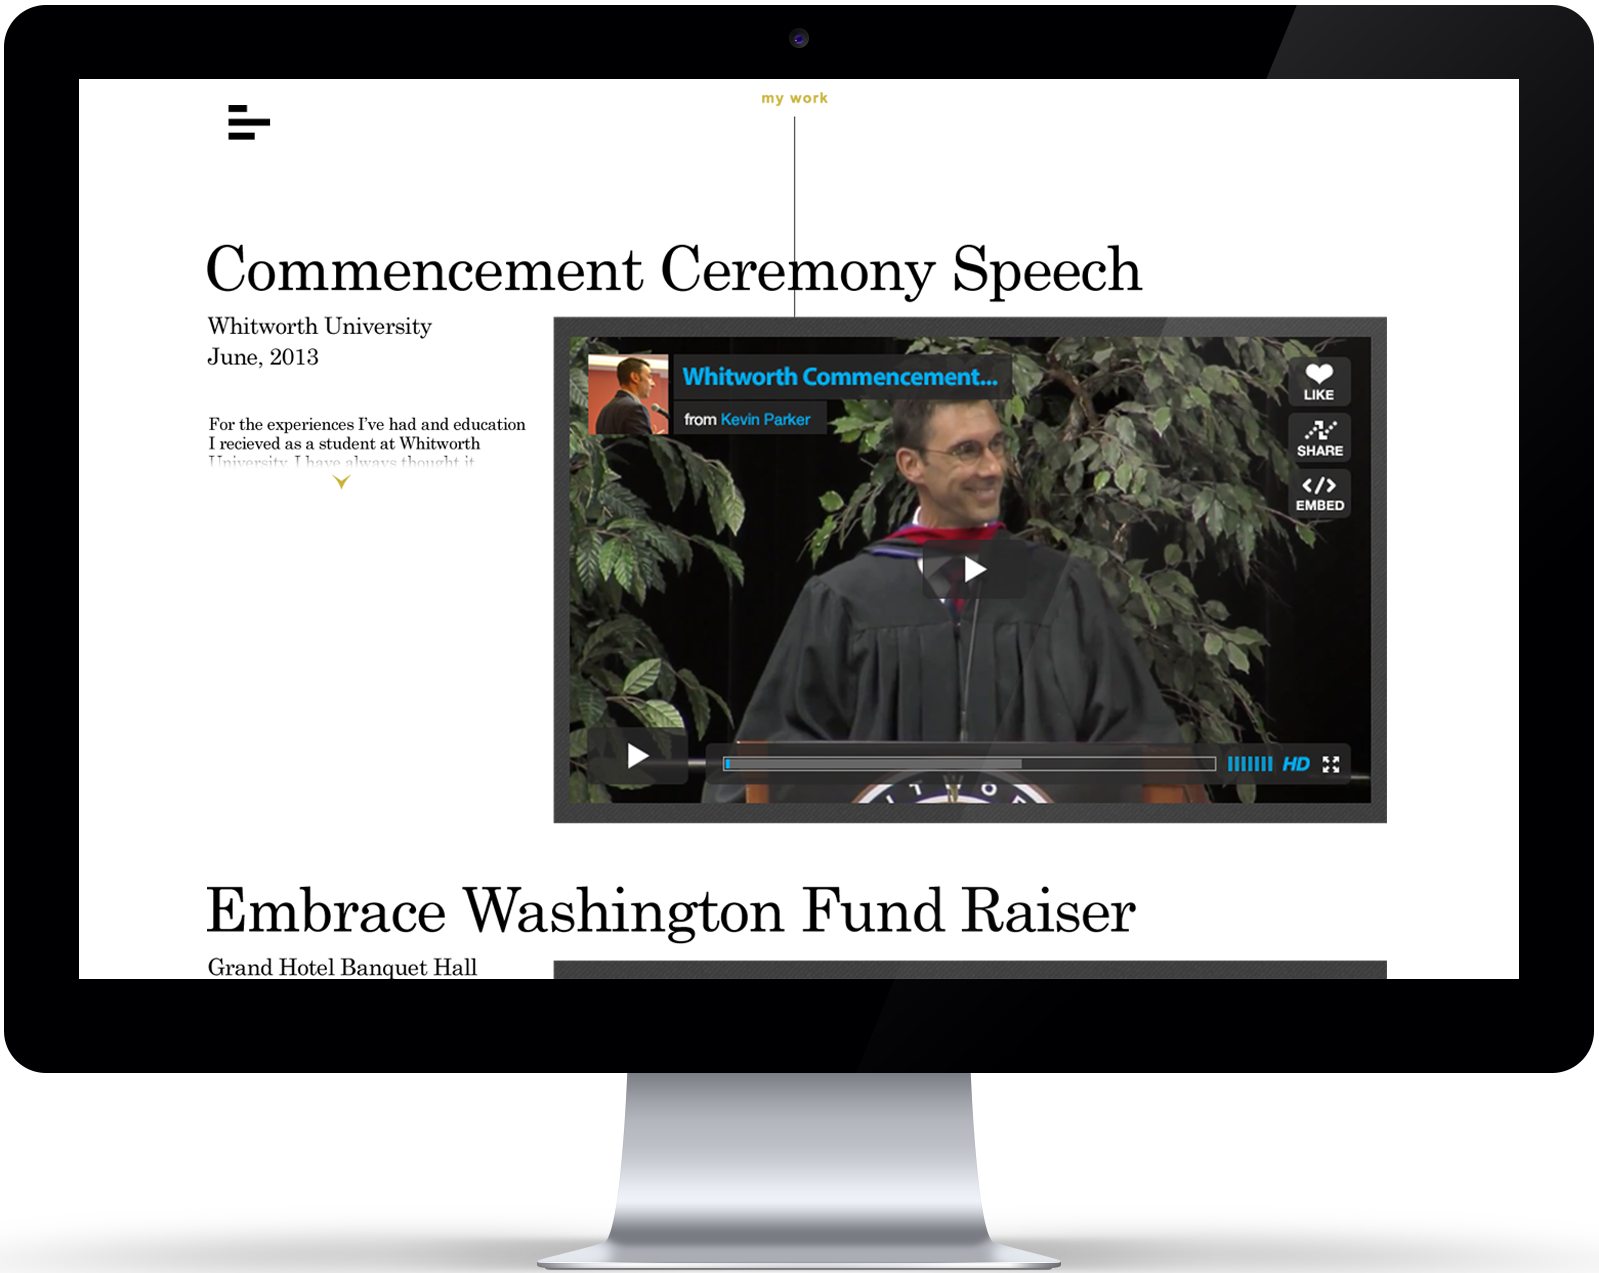 my work
Commencement Ceremony Speech
Whitworth University
June, 2013
For the experiences I've had and education
I recieved as a student at Whitworth
University, I have always thought it
Whitworth Commencement...
from Kevin Parker
LIKE
SHARE
EMBED
HD
Embrace Washington Fund Raiser
Grand Hotel Banquet Hall